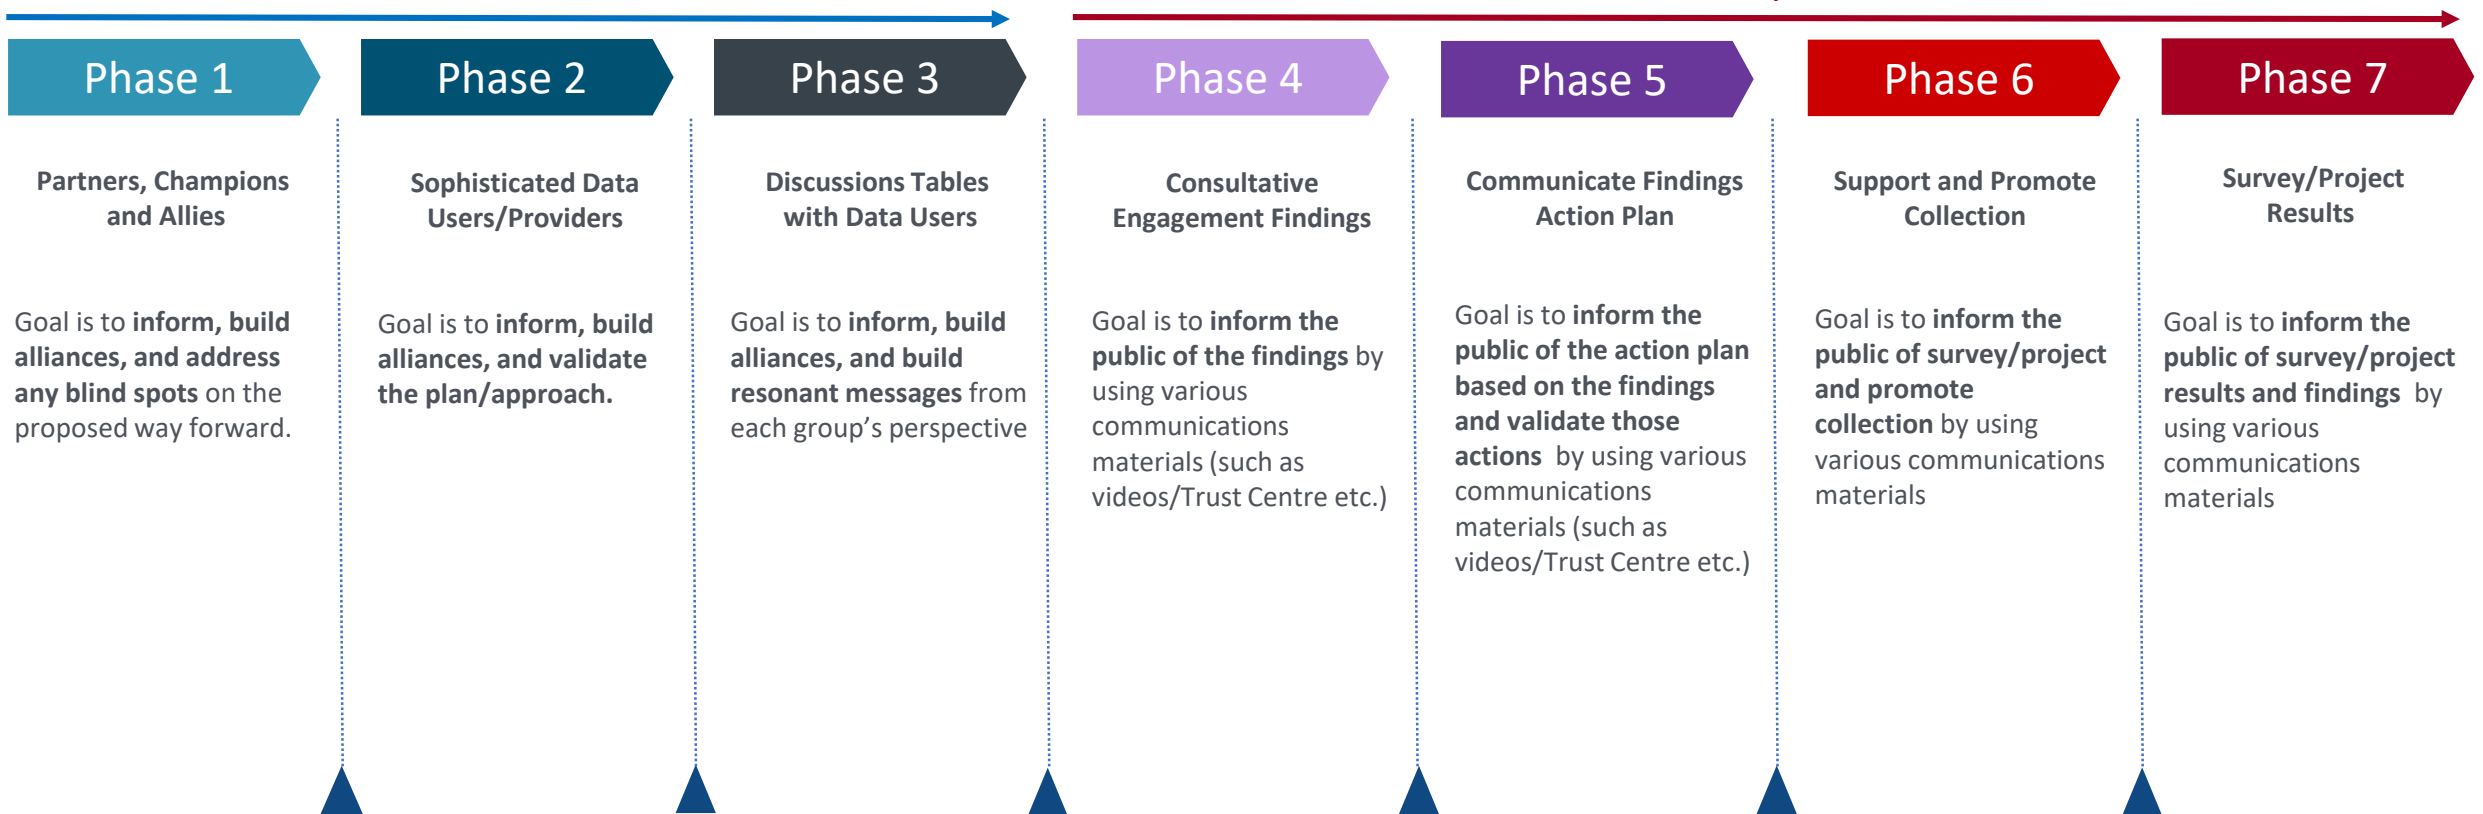 Phase 1
Phase 2
Phase 3
Phase 4
Phase 5
Phase 6
Phase 7
Partners, Champions
and Allies
Sophisticated Data
Users/Providers
Discussions Tables
with Data Users
Consultative
Engagement Findings
Communicate Findings
Action Plan
Support and Promote
Collection
Survey/Project
Results
Goal is to inform, build
alliances, and address
any blind spots on the
proposed way forward.
Goal is to inform, build
alliances, and validate
the plan/approach.
Goal is to inform, build
alliances, and build
resonant messages from
each group’s perspective
Goal is to inform the
public of the findings by
using various
communications
materials (such as
videos/Trust Centre etc.)
Goal is to inform the
public of the action plan
based on the findings
and validate those
actions  by using various
communications
materials (such as
videos/Trust Centre etc.)
Goal is to inform the
public of survey/project
and promote
collection by using
various communications
materials
Goal is to inform the
public of survey/project
results and findings  by
using various
communications
materials